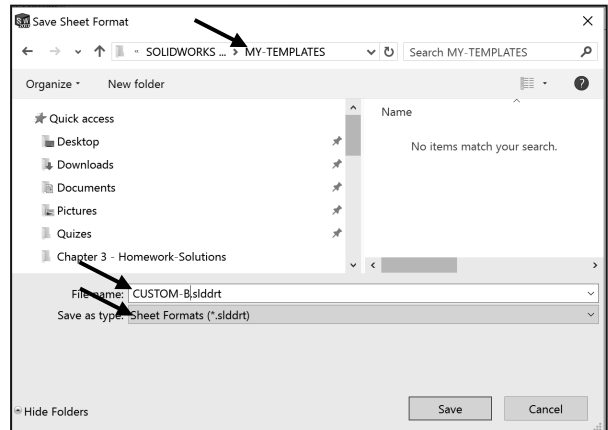 Save Sheet Format
« SOLIDWORKS ... > MY-TEMPLATES
Search MY-TEMPLATES
Organize
New folder
Quick access
Desktop
Downloads
Documents
Pictures
Quizes
Chapter 3 - Homework-Solutions
Name
No items match your search.
File name: CUSTOM-B.slddrt
Save as type: Sheet Formats (*.slddrt)
Hide Folders
Save
Cancel